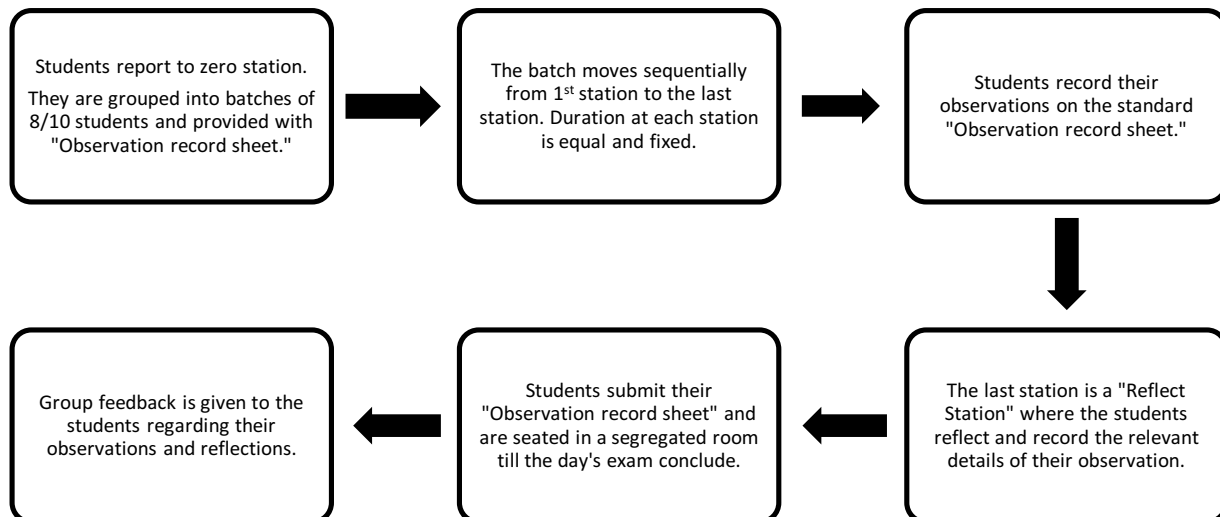 Students report to zero station.
They are grouped into batches of
8/10 students and provided with
"Observation record sheet."
The batch moves sequentially
from 1st station to the last
station. Duration at each station
is equal and fixed.
Students record their
observations on the standard
"Observation record sheet."
The last station is a "Reflect
Station" where the students
reflect and record the relevant
details of their observation.
Students submit their
"Observation record sheet" and
are seated in a segregated room
till the day's exam conclude.
Group feedback is given to the
students regarding their
observations and reflections.